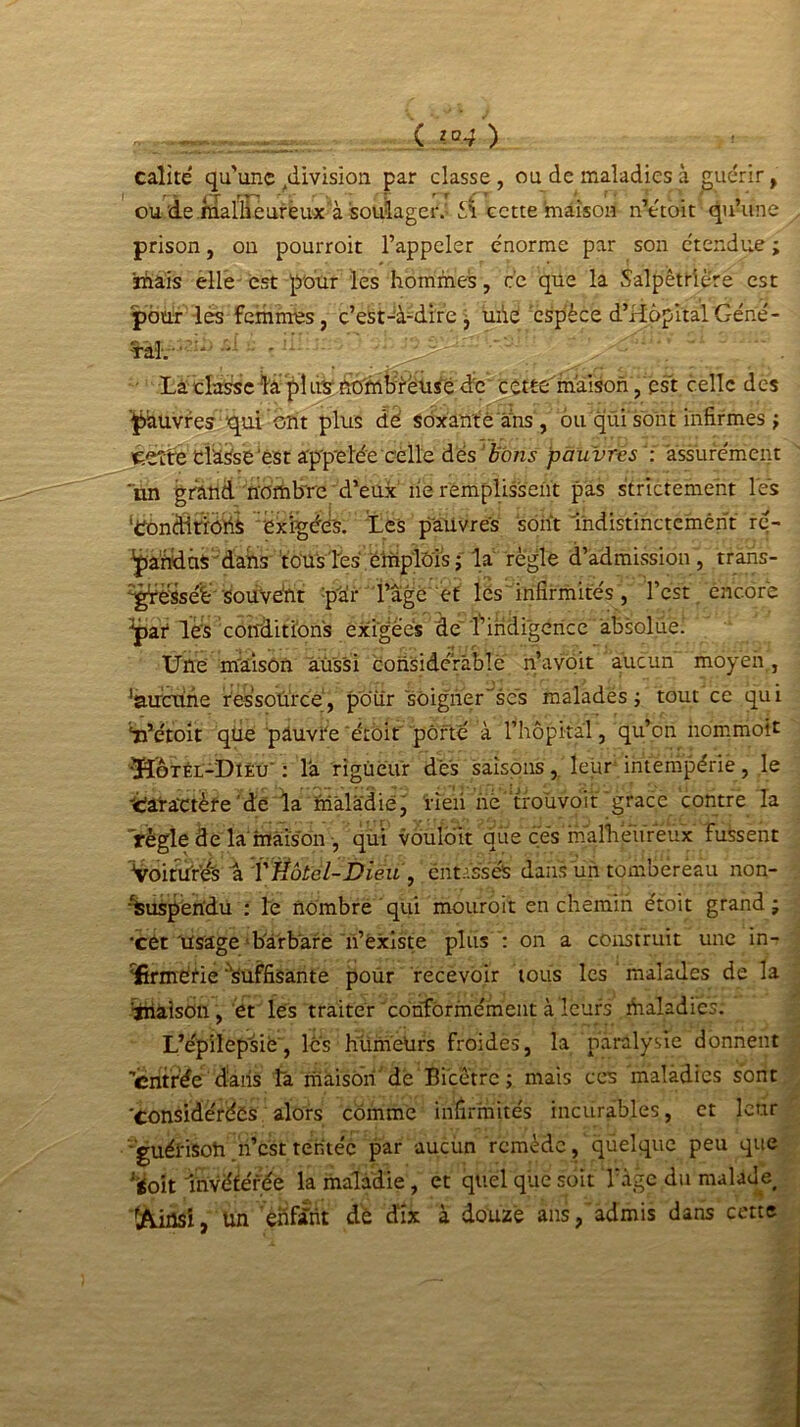 ( 104 )
calité qu'une division par classe, ou de maladies à guérir,
ou de malheureux à soulager. Si cette maison n'étoit qu'une
prison, on pourroit l'appeler énorme par son étendue ;
mais elle est pour les hommes, ce que la Salpêtrière est
pour les femmes, c'est-à-dire, une espèce d'Hôpital Géné-
ral.
La classe la plus nombreuse de cette maison, est celle des
pauvres qui ont plus de soxante ans, ou qui sont infirmes ;
cette classe est appelée celle des bons pauvres : assurément
un grand nombre d'eux ne remplissent pas strictement les
conditions exigées. Les pauvres sont indistinctement ré-
pandus dans tous les emplois ; la règle d'admission, trans-
gressée souvent par l'âge et les infirmités, l'est encore
par les conditions exigées de l'indigence absolue.
Une maison aussi considérable n'avoit aucun moyen,
aucune ressource, pour soigner ses malades ; tout ce qui
n'étoit que pauvre étoit porté à l'hôpital, qu'on nommoit
Hôtel-Dieu : la rigueur des saisons, leur intempérie, le
caractère de la maladie, rien ne trouvoit grace contre la
règle de la maison, qui vouloit que ces malheureux fussent
voiturés à l'Hôtel-Dieu, entassés dans un tombereau non-
suspendu : le nombre qui mouroit en chemin étoit grand ;
cet usage barbare n'existe plus : on a construit une in-
firmerie suffisante pour recevoir tous les malades de la
maison, et les traiter conformément à leurs maladies.
L'épilepsie, les humeurs froides, la paralysie donnent
entrée dans la maison de Bicêtre ; mais ces maladies sont
considérées alors comme infirmités incurables, et leur
guérison n'est tentée par aucun remède, quelque peu que
soit invétérée la maladie, et quel que soit l'âge du malade.
Ainsi, un enfant de dix à douze ans, admis dans cette